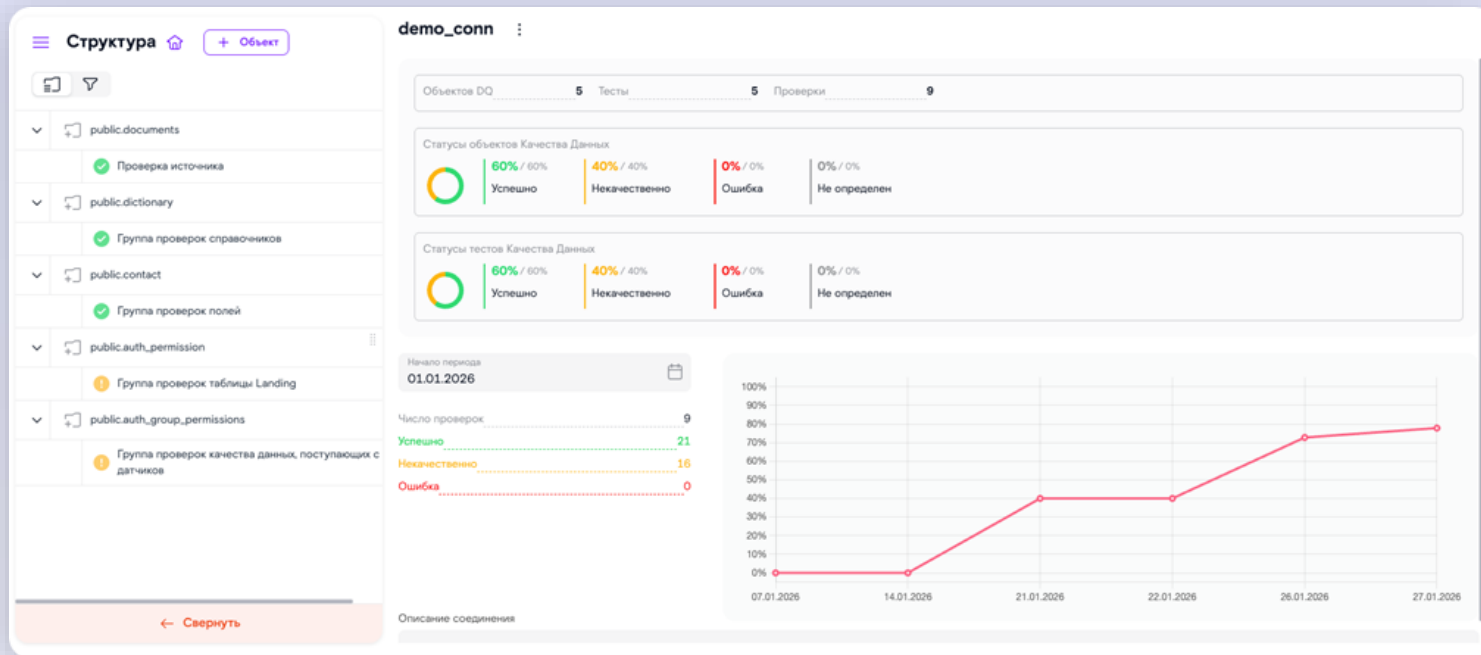 Структура
+ Объект
public.documents
Проверка источника
public.dictionary
Группа проверок справочников
public.contact
Группа проверок полей
public.auth_permission
Группа проверок таблицы Landing
public.auth_group_permissions
Группа проверок качества данных, поступающих с
датчиков
← Свернуть
demo_conn
Объектов DQ 5 Тесты 5 Проверки 9
Статусы объектов Качества Данных
60% / 60% 40% / 40% 0% / 0% 0% / 0%
Успешно Некачественно Ошибка Не определен
Статусы тестов Качества Данных
60% / 60% 40% / 40% 0% / 0% 0% / 0%
Успешно Некачественно Ошибка Не определен
Начало периода
01.01.2026
Число проверок 9
Успешно 21
Некачественно 16
Ошибка 0
100%
90%
80%
70%
60%
50%
40%
30%
20%
10%
0%
07.01.2026 14.01.2026 21.01.2026 22.01.2026 26.01.2026 27.01.2026
Описание соединения